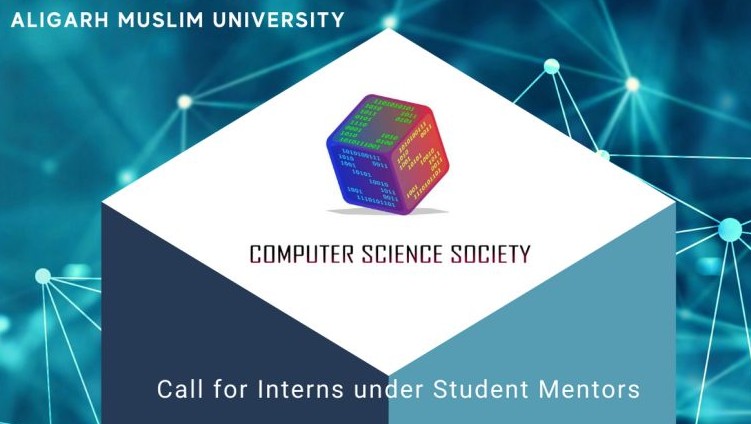 ALIGARH MUSLIM UNIVERSITY
COMPUTER SCIENCE SOCIETY
Call for Interns under Student Mentors